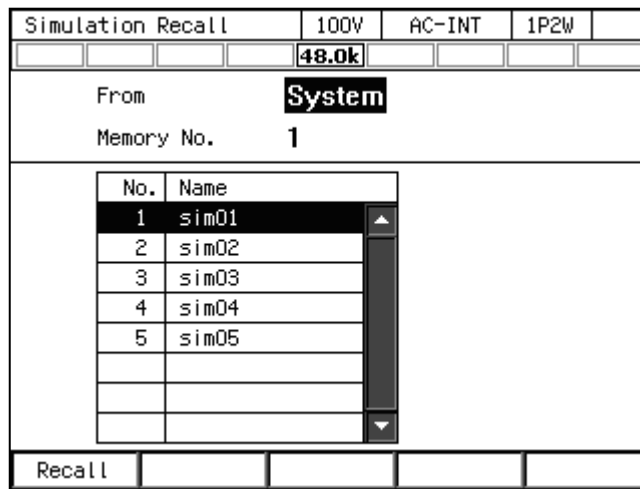 Simulation Recall 100V AC-INT 1P2W
48.0k
From System
Memory No. 1
No. Name
1 sim01
2 sim02
3 sim03
4 sim04
5 sim05
Recall